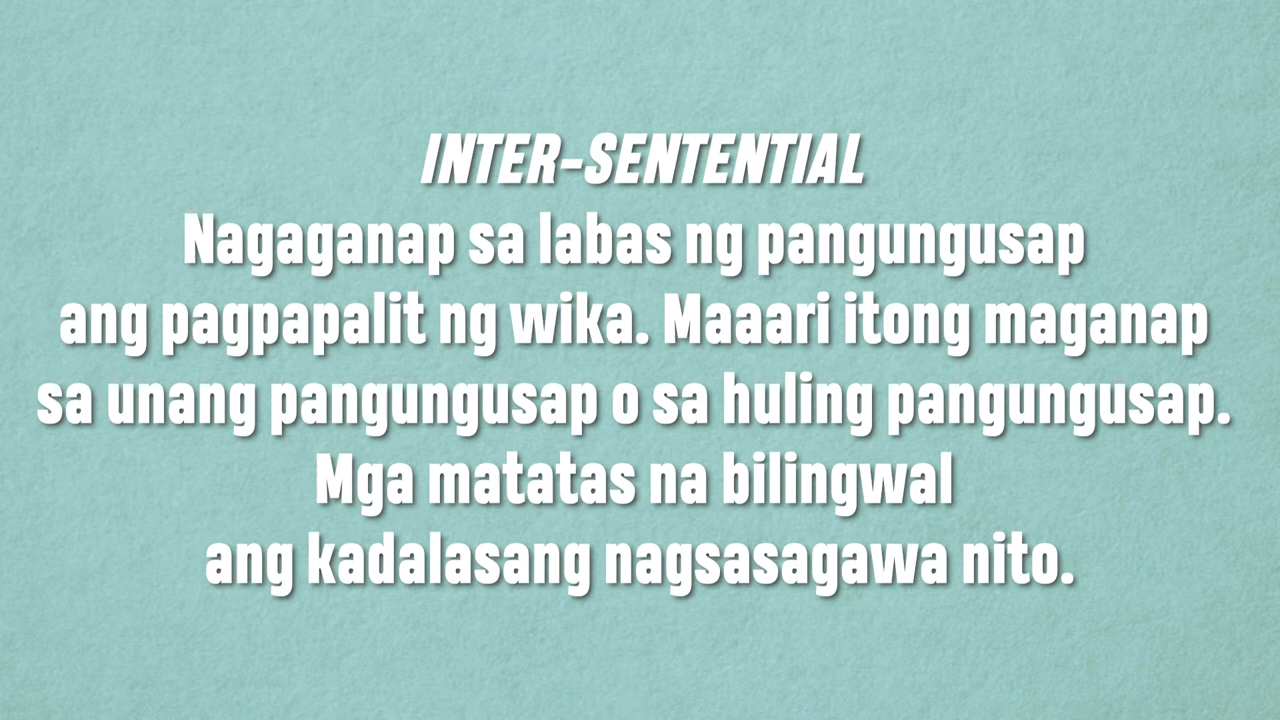 INTER-SENTENTIAL
Nagaganap sa labas ng pangungusap
ang pagpapalit ng wika. Maaari itong maganap
sa unang pangungusap o sa huling pangungusap.
Mga matatas na bilingwal
ang kadalasang nagsasagawa nito.